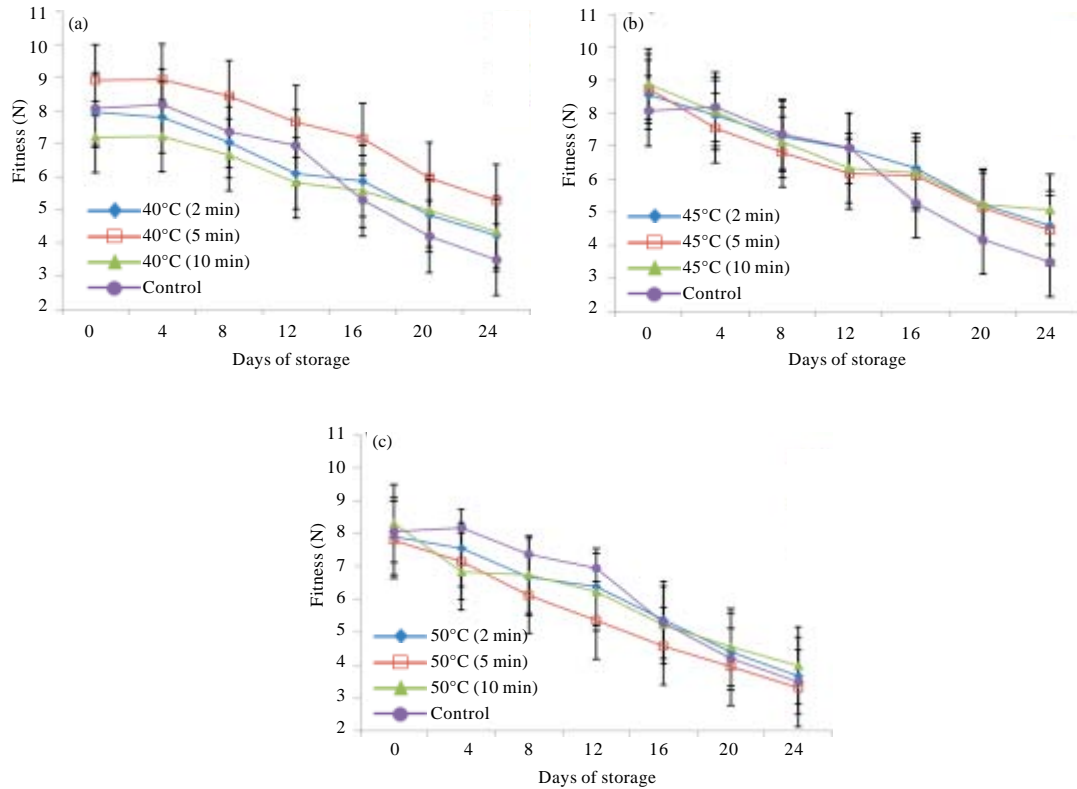 (a)
11
10
9
8
7
6
5
4
3
2
Fitness (N)
40°C (2 min)
40°C (5 min)
40°C (10 min)
Control
0 4 8 12 16 20 24
Days of storage
(b)
11
10
9
8
7
6
5
4
3
2
Fitness (N)
45°C (2 min)
45°C (5 min)
45°C (10 min)
Control
0 4 8 12 16 20 24
Days of storage
(c)
11
10
9
8
7
6
5
4
3
2
Fitness (N)
50°C (2 min)
50°C (5 min)
50°C (10 min)
Control
0 4 8 12 16 20 24
Days of storage